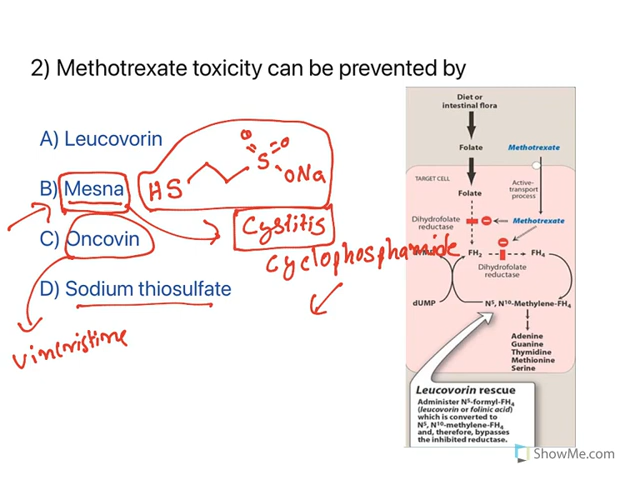 2) Methotrexate toxicity can be prevented by
A) Leucovorin
B) Mesna
HS
O
O
S
ONa
Cystitis
C) Oncovin
cyclophosphamide
D) Sodium thiosulfate
vincristine
Diet or
intestinal flora
Folate
Methotrexate
TARGET CELL
Active-
transport
process
Folate
Dihydrofolate
reductase
Methotrexate
FH2
FH4
Dihydrofolate
reductase
dUMP
N5, N10-Methylene-FH4
Adenine
Guanine
Thymidine
Methionine
Serine
Leucovorin rescue
Administer N5-formyl-FH4
(leucovorin or folinic acid)
which is converted to
N5, N10-methylene-FH4
and, therefore, bypasses
the inhibited reductase.
ShowMe.com